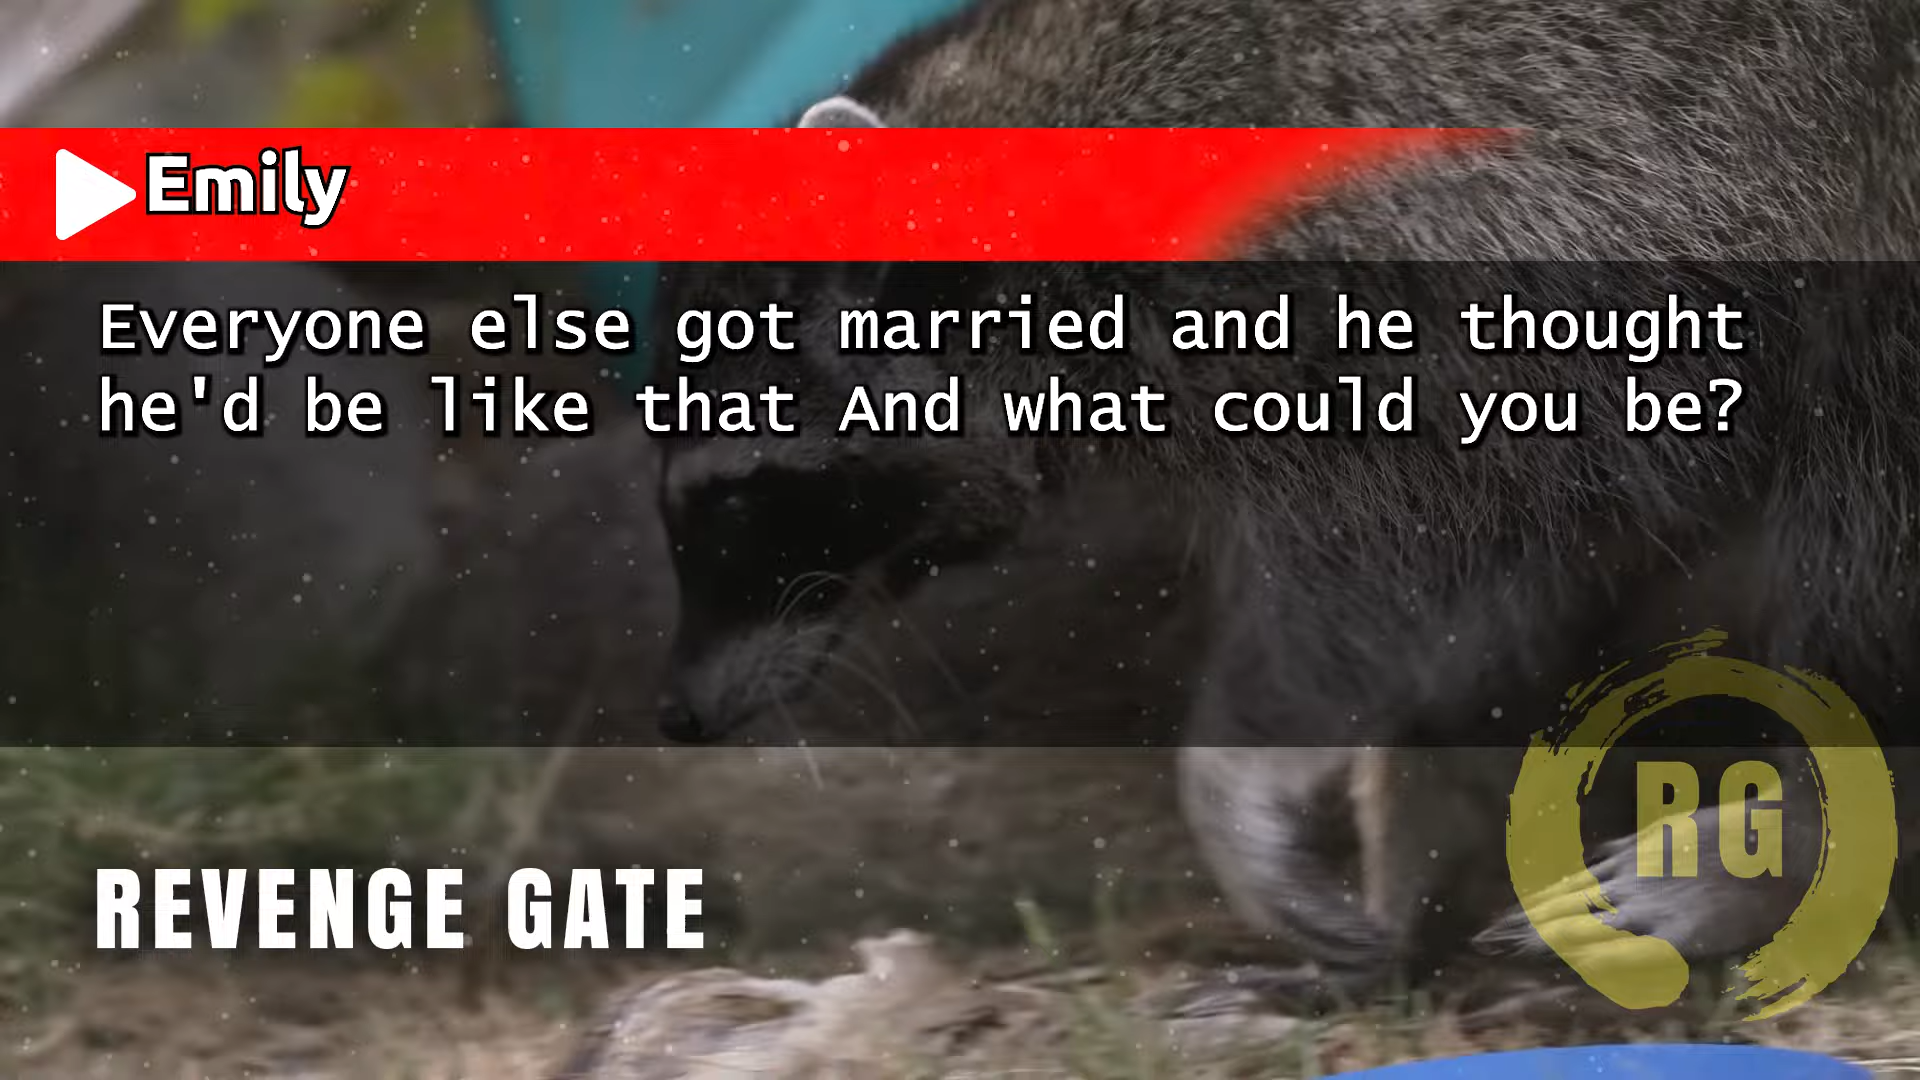 Emily
Everyone else got married and he thought
he'd be like that And what could you be?
RG
REVENGE GATE